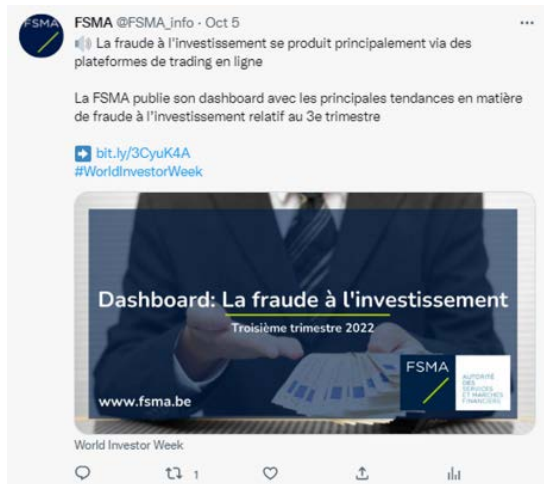 FSMA @FSMA_info · Oct 5
🔊 La fraude à l'investissement se produit principalement via des
plateformes de trading en ligne
La FSMA publie son dashboard avec les principales tendances en matière
de fraude à l'investissement relatif au 3e trimestre
➡️ bit.ly/3CyuK4A
#WorldInvestorWeek
Dashboard: La fraude à l'investissement
Troisième trimestre 2022
FSMA
AUTORITÉ
DES
SERVICES
ET MARCHÉS
FINANCIERS
www.fsma.be
World Investor Week
1